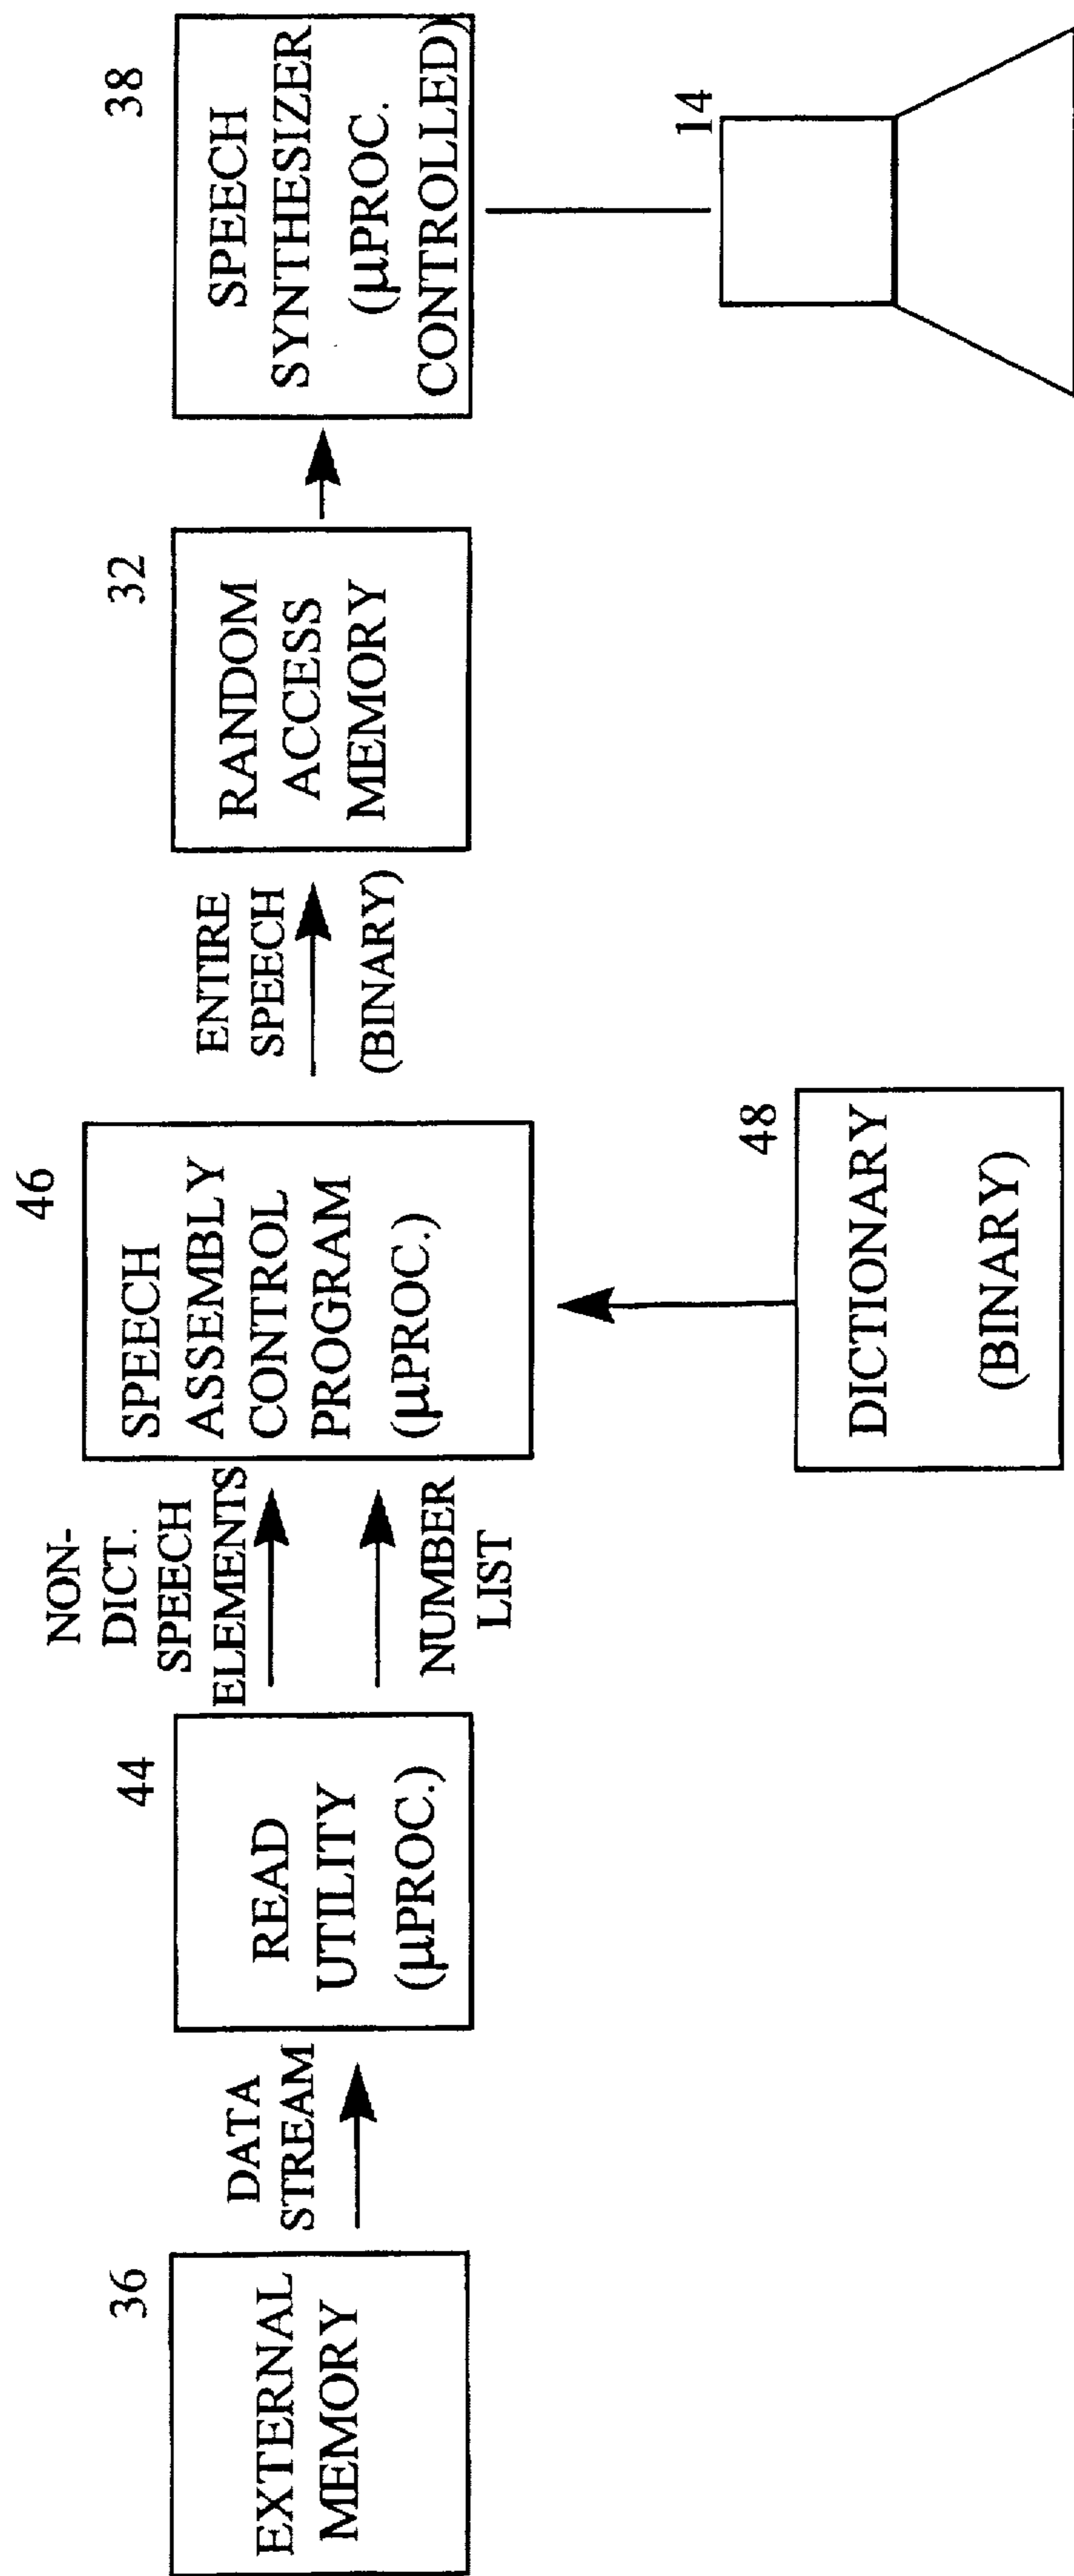 36
EXTERNAL
MEMORY
DATA
STREAM
44
READ
UTILITY
(µPROC.)
NON-
DICT.
SPEECH
ELEMENTS
NUMBER
LIST
46
SPEECH
ASSEMBLY
CONTROL
PROGRAM
(µPROC.)
48
DICTIONARY
(BINARY)
ENTIRE
SPEECH
(BINARY)
32
RANDOM
ACCESS
MEMORY
38
SPEECH
SYNTHESIZER
(µPROC.
CONTROLLED)
14